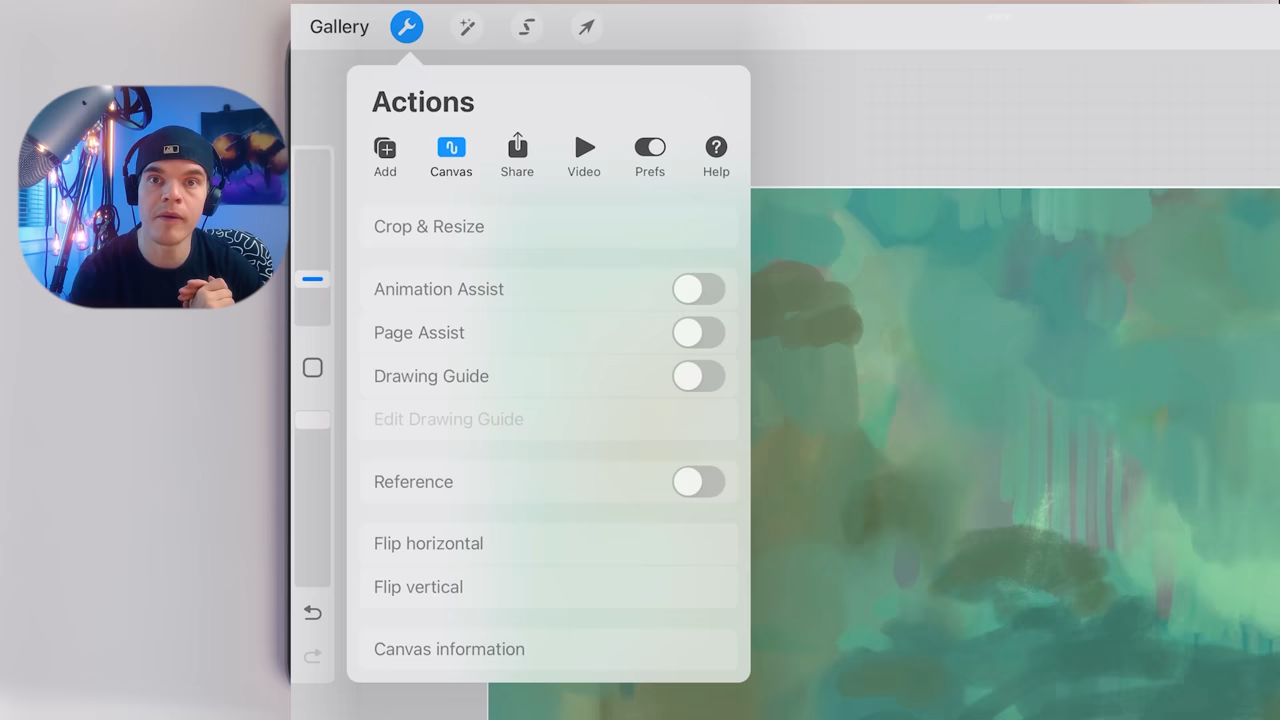 Gallery
Actions
Add Canvas Share Video Prefs Help
Crop & Resize
Animation Assist
Page Assist
Drawing Guide
Edit Drawing Guide
Reference
Flip horizontal
Flip vertical
Canvas information